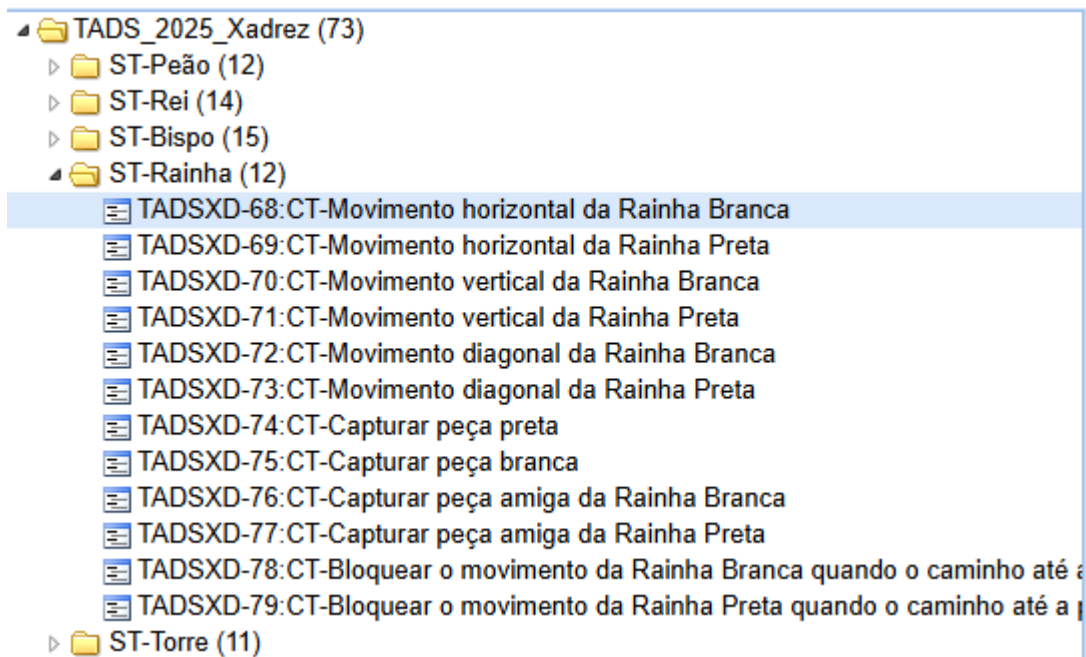 TADS_2025_Xadrez (73)
ST-Peão (12)
ST-Rei (14)
ST-Bispo (15)
ST-Rainha (12)
TADSXD-68:CT-Movimento horizontal da Rainha Branca
TADSXD-69:CT-Movimento horizontal da Rainha Preta
TADSXD-70:CT-Movimento vertical da Rainha Branca
TADSXD-71:CT-Movimento vertical da Rainha Preta
TADSXD-72:CT-Movimento diagonal da Rainha Branca
TADSXD-73:CT-Movimento diagonal da Rainha Preta
TADSXD-74:CT-Capturar peça preta
TADSXD-75:CT-Capturar peça branca
TADSXD-76:CT-Capturar peça amiga da Rainha Branca
TADSXD-77:CT-Capturar peça amiga da Rainha Preta
TADSXD-78:CT-Bloquear o movimento da Rainha Branca quando o caminho até
TADSXD-79:CT-Bloquear o movimento da Rainha Preta quando o caminho até a
ST-Torre (11)